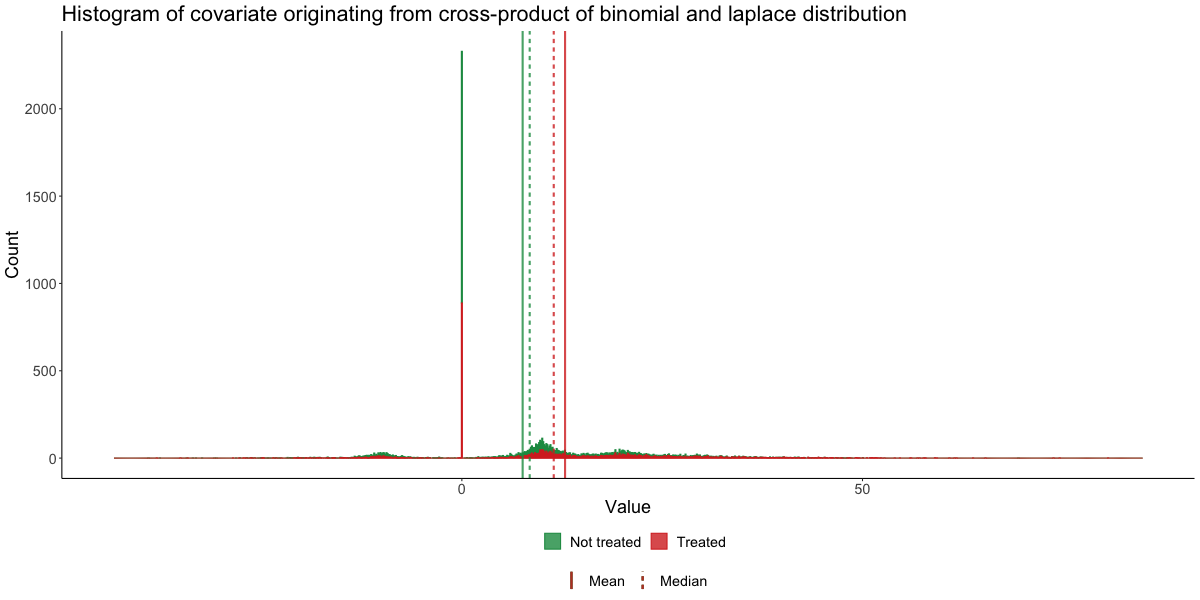 Histogram of covariate originating from cross-product of binomial and laplace distribution
Count
2000
1500
1000
500
0
0 50
Value
Not treated Treated
Mean Median